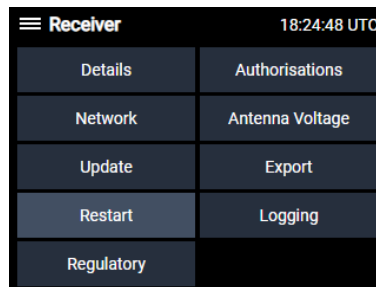 Receiver 18:24:48 UTC
Details Authorisations
Network Antenna Voltage
Update Export
Restart Logging
Regulatory